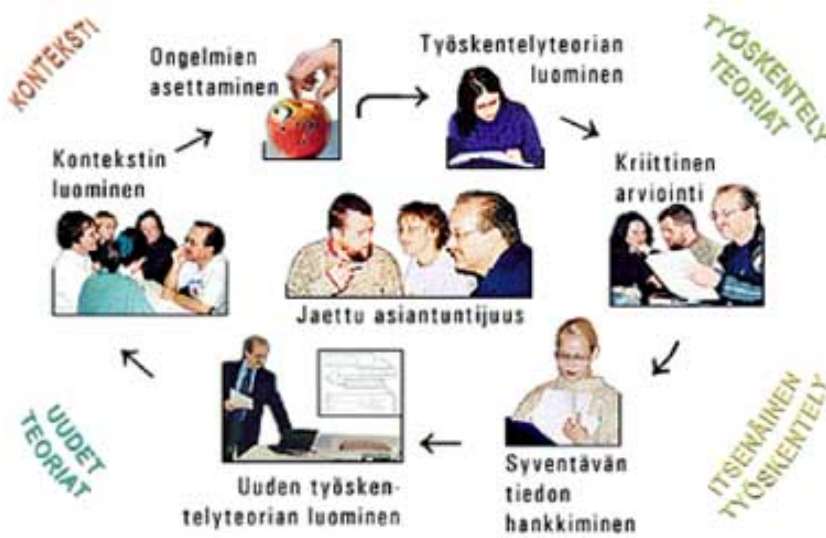 KONTEKSTI
Ongelmien
asettaminen
Työskentelyteorian
luominen
TYÖSKENTELY
TEORIAT
Kontekstin
luominen
Kriittinen
arviointi
Jaettu asiantuntijuus
UUDET
TEORIAT
Uuden työsken-
telyteorian luominen
Syventävän
tiedon
hankkiminen
ITSENÄINEN
TYÖSKENTELY